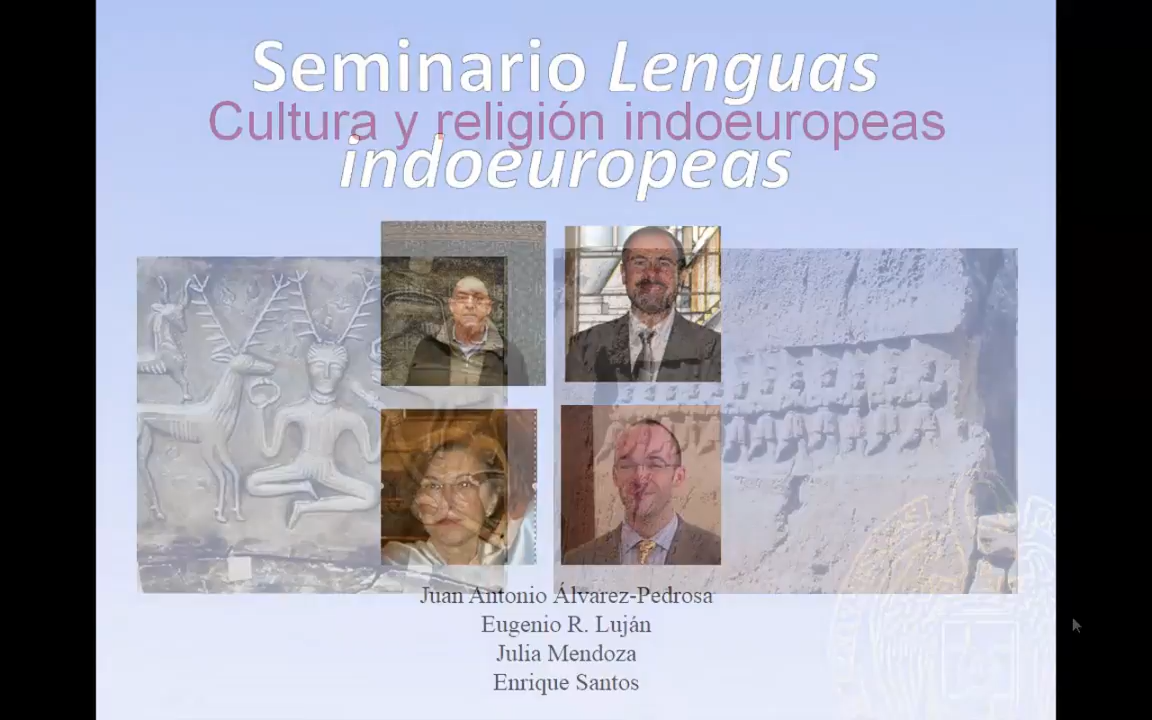 Seminario Lenguas
Cultura y religión indoeuropeas
indoeuropeas
Juan Antonio Álvarez-Pedrosa
Eugenio R. Luján
Julia Mendoza
Enrique Santos